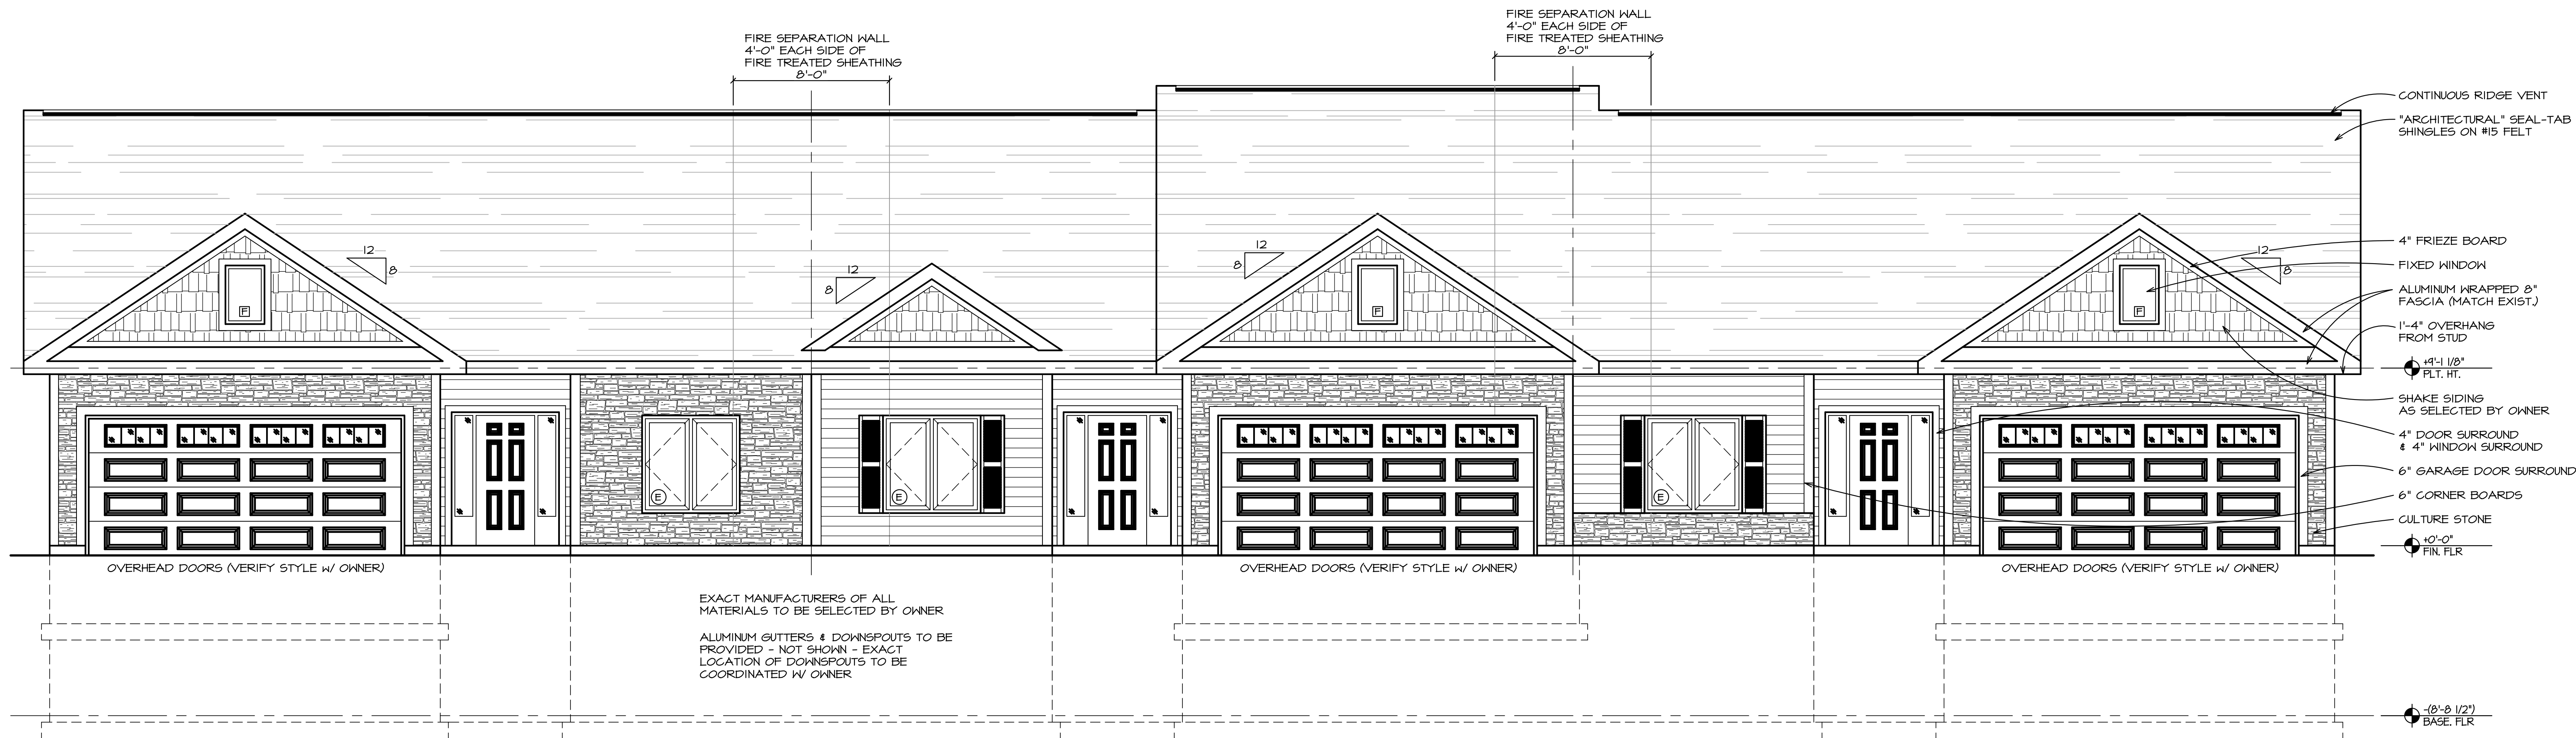 FIRE SEPARATION WALL
4'-0" EACH SIDE OF
FIRE TREATED SHEATHING
8'-0"
FIRE SEPARATION WALL
4'-0" EACH SIDE OF
FIRE TREATED SHEATHING
8'-0"
CONTINUOUS RIDGE VENT
"ARCHITECTURAL" SEAL-TAB
SHINGLES ON #15 FELT
12
8
12
8
12
8
12
8
4" FRIEZE BOARD
FIXED WINDOW
ALUMINUM WRAPPED 8"
FASCIA (MATCH EXIST.)
1'-4" OVERHANG
FROM STUD
F
F
F
+9'-1 1/8"
PLT. HT.
SHAKE SIDING
AS SELECTED BY OWNER
4" DOOR SURROUND
& 4" WINDOW SURROUND
6" GARAGE DOOR SURROUND
6" CORNER BOARDS
CULTURE STONE
E
E
E
+0'-0"
FIN. FLR
OVERHEAD DOORS (VERIFY STYLE W/ OWNER)
OVERHEAD DOORS (VERIFY STYLE W/ OWNER)
OVERHEAD DOORS (VERIFY STYLE W/ OWNER)
EXACT MANUFACTURERS OF ALL
MATERIALS TO BE SELECTED BY OWNER
ALUMINUM GUTTERS & DOWNSPOUTS TO BE
PROVIDED - NOT SHOWN - EXACT
LOCATION OF DOWNSPOUTS TO BE
COORDINATED W/ OWNER
-(8'-8 1/2")
BASE. FLR